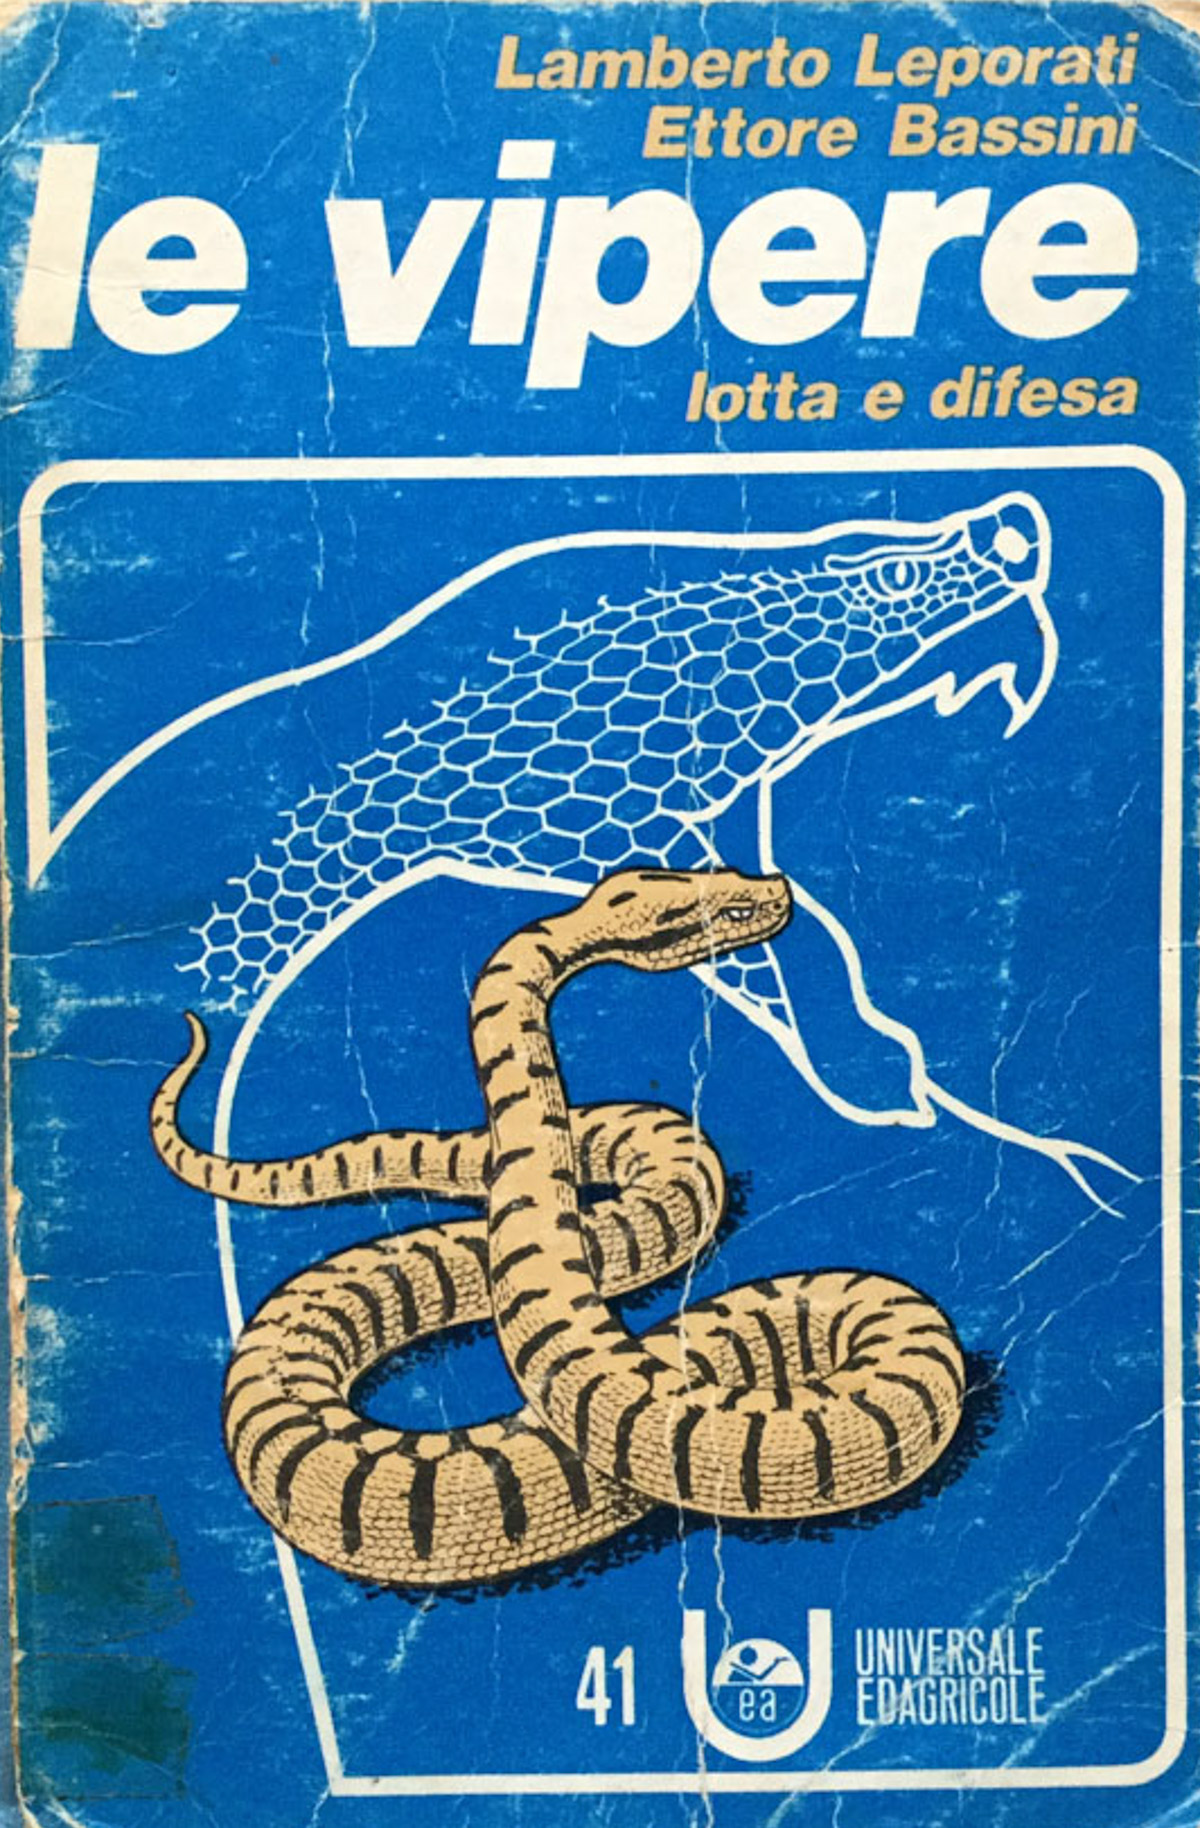 Lamberto Leporati
Ettore Bassini
le vipere
lotta e difesa
41
ea
UNIVERSALE
EDAGRICOLE